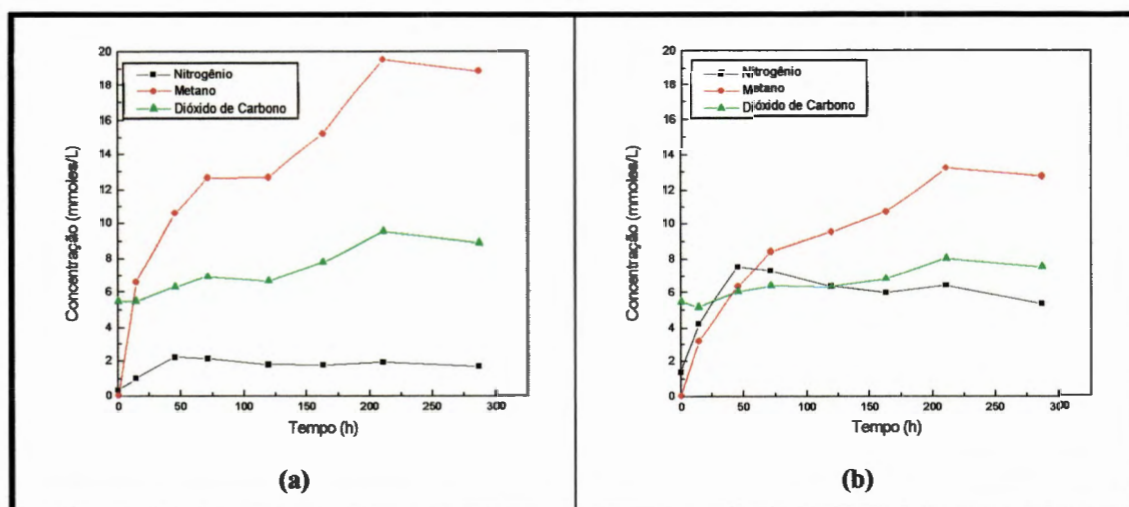 20
18
16
14
12
10
8
6
4
2
0
Concentração (mmoles/L)
Nitrogênio
Metano
Dióxido de Carbono
0 50 100 150 200 250 300
Tempo (h)
(a)
20
18
16
14
12
10
8
6
4
2
0
Concentração (mmoles/L)
Nitrogênio
Metano
Dióxido de Carbono
0 50 100 150 200 250 300
Tempo (h)
(b)